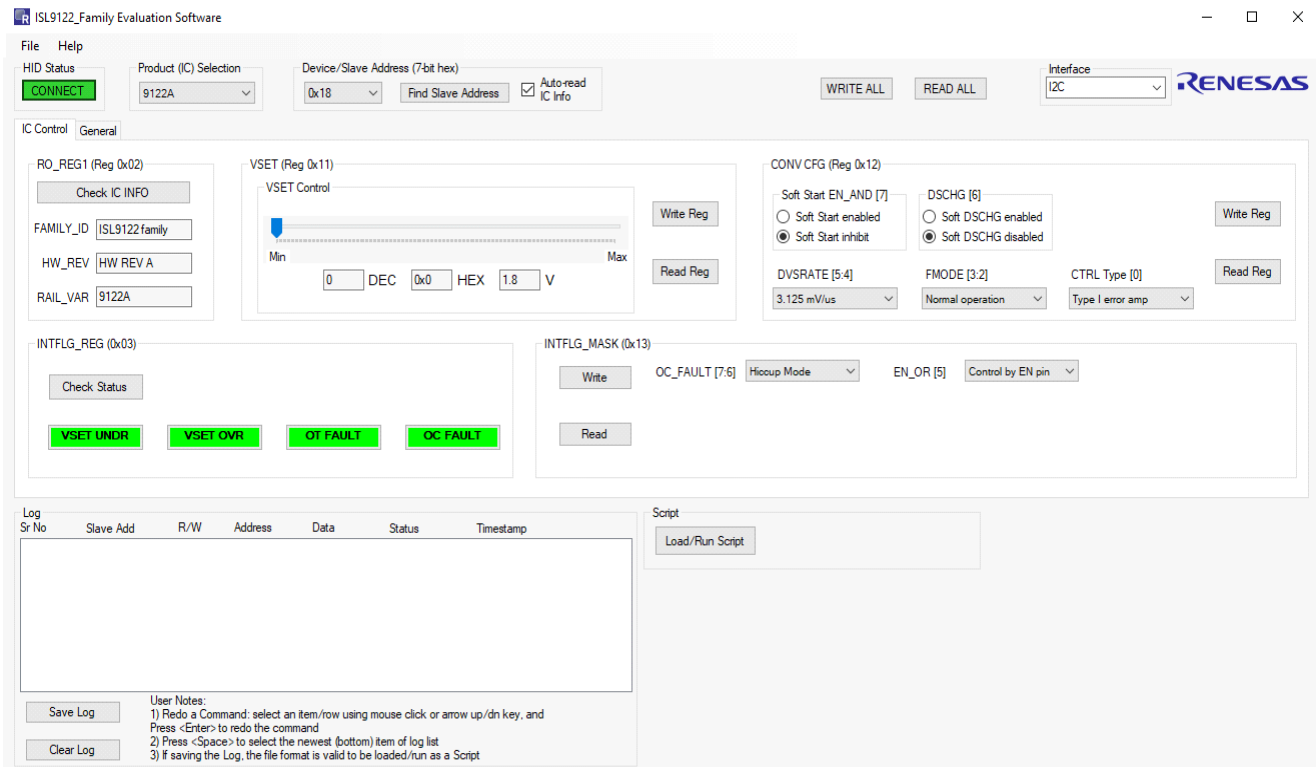 ISL9122_Family Evaluation Software
File Help
HID Status
CONNECT
Product (IC) Selection
9122A
Device/Slave Address (7-bit hex)
0x18
Find Slave Address
Auto-read
IC Info
WRITE ALL
READ ALL
Interface
I2C
RENESAS
IC Control
General
RO_REG1 (Reg 0x02)
Check IC INFO
FAMILY_ID ISL9122 family
HW_REV HW REV A
RAIL_VAR 9122A
VSET (Reg 0x11)
VSET Control
Min Max
0 DEC 0x0 HEX 1.8 V
Write Reg
Read Reg
CONV CFG (Reg 0x12)
Soft Start EN_AND [7]
Soft Start enabled
Soft Start inhibit
DSCHG [6]
Soft DSCHG enabled
Soft DSCHG disabled
Write Reg
Read Reg
DVSRATE [5:4]
3.125 mV/us
FMODE [3:2]
Normal operation
CTRL Type [0]
Type I error amp
INTFLG_REG (0x03)
Check Status
VSET UNDR
VSET OVR
OT FAULT
OC FAULT
INTFLG_MASK (0x13)
Write
Read
OC_FAULT [7:6] Hiccup Mode
EN_OR [5] Control by EN pin
Log
Sr No Slave Add R/W Address Data Status Timestamp
Script
Load/Run Script
Save Log
Clear Log
User Notes:
1) Redo a Command: select an item/row using mouse click or arrow up/dn key, and
Press <Enter> to redo the command
2) Press <Space> to select the newest (bottom) item of log list
3) If saving the Log, the file format is valid to be loaded/run as a Script